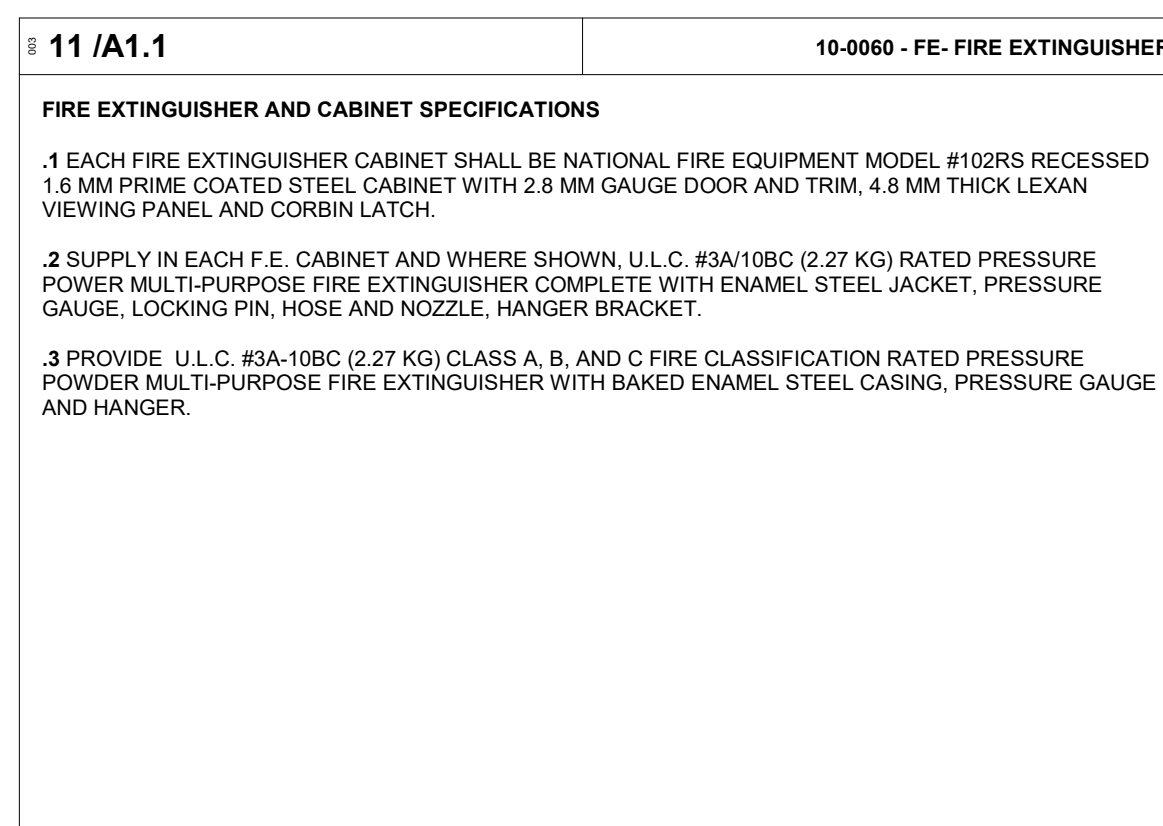 003
11 /A1.1
10-0060 - FE- FIRE EXTINGUISHER
FIRE EXTINGUISHER AND CABINET SPECIFICATIONS
.1 EACH FIRE EXTINGUISHER CABINET SHALL BE NATIONAL FIRE EQUIPMENT MODEL #102RS RECESSED
1.6 MM PRIME COATED STEEL CABINET WITH 2.8 MM GAUGE DOOR AND TRIM, 4.8 MM THICK LEXAN
VIEWING PANEL AND CORBIN LATCH.
.2 SUPPLY IN EACH F.E. CABINET AND WHERE SHOWN, U.L.C. #3A/10BC (2.27 KG) RATED PRESSURE
POWER MULTI-PURPOSE FIRE EXTINGUISHER COMPLETE WITH ENAMEL STEEL JACKET, PRESSURE
GAUGE, LOCKING PIN, HOSE AND NOZZLE, HANGER BRACKET.
.3 PROVIDE  U.L.C. #3A-10BC (2.27 KG) CLASS A, B, AND C FIRE CLASSIFICATION RATED PRESSURE
POWDER MULTI-PURPOSE FIRE EXTINGUISHER WITH BAKED ENAMEL STEEL CASING, PRESSURE GAUGE
AND HANGER.